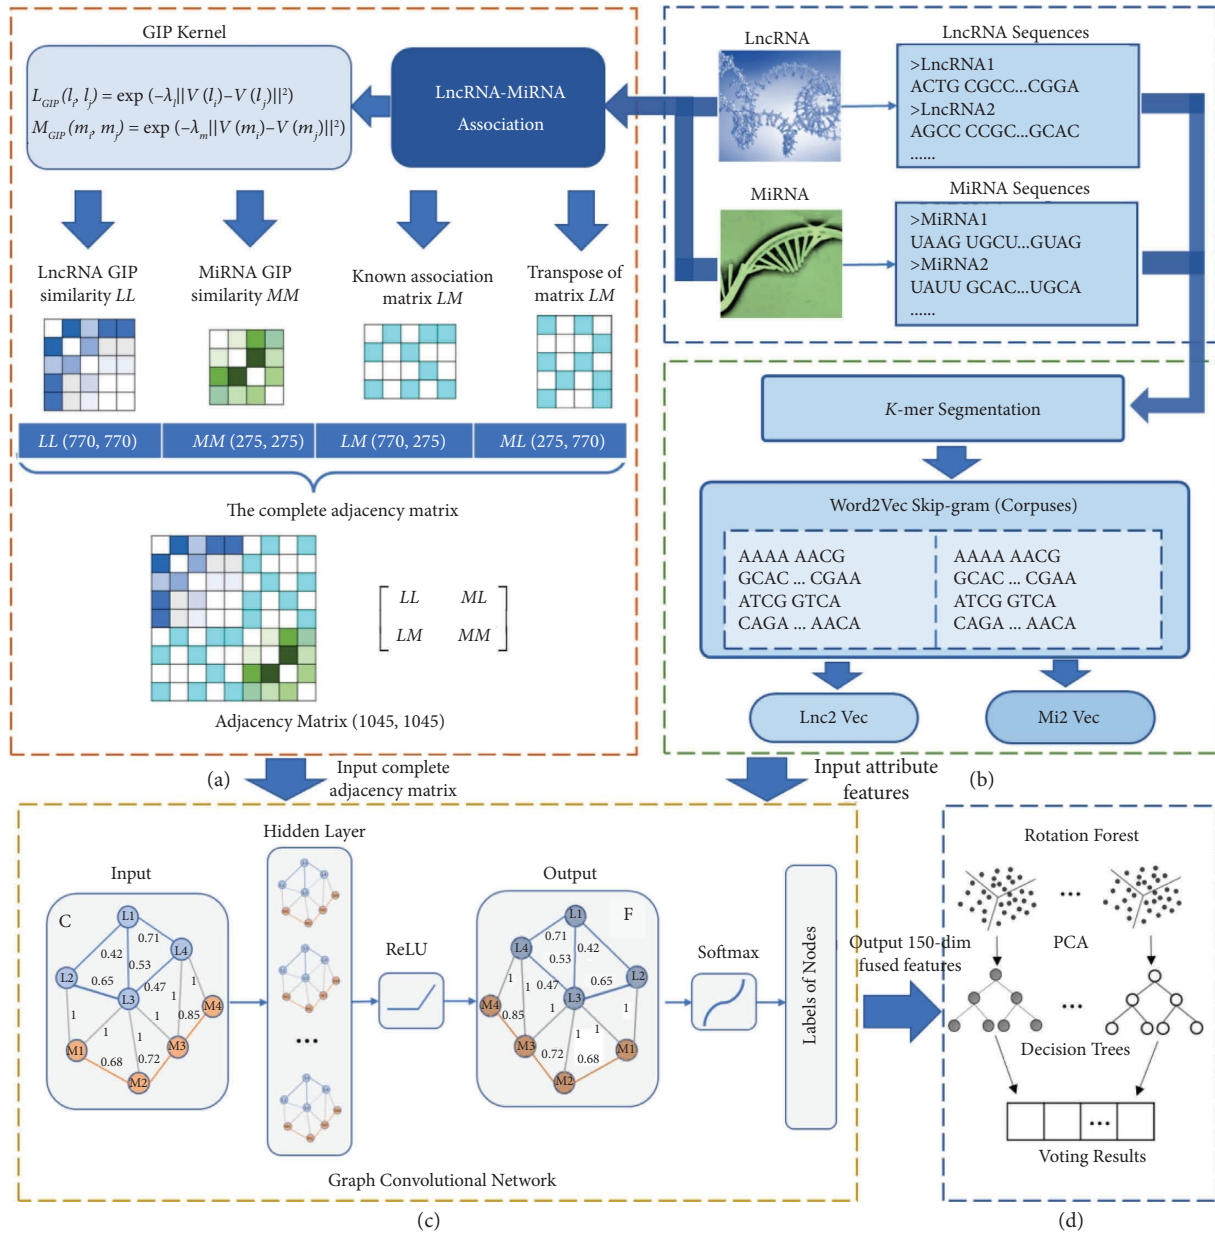 GIP Kernel
L_GIP (l_i, l_j) = exp (−λ_l||V (l_i)−V (l_j)||²)
M_GIP (m_i, m_j) = exp (−λ_m||V (m_i)−V (m_j)||²)
LncRNA-MiRNA
Association
LncRNA GIP
similarity LL
MiRNA GIP
similarity MM
Known association
matrix LM
Transpose of
matrix LM
LL (770, 770)
MM (275, 275)
LM (770, 275)
ML (275, 770)
The complete adjacency matrix
LL ML
LM MM
Adjacency Matrix (1045, 1045)
(a)
LncRNA
LncRNA Sequences
>LncRNA1
ACTG CGCC...CGGA
>LncRNA2
AGCC CCGC...GCAC
......
MiRNA
MiRNA Sequences
>MiRNA1
UAAG UGCU...GUAG
>MiRNA2
UAUU GCAC...UGCA
......
K-mer Segmentation
Word2Vec Skip-gram (Corpuses)
AAAA AACG
GCAC ... CGAA
ATCG GTCA
CAGA ... AACA
AAAA AACG
GCAC ... CGAA
ATCG GTCA
CAGA ... AACA
Lnc2 Vec
Mi2 Vec
(b)
Input complete
adjacency matrix
Input attribute
features
Input
C
L1
0.71
L4
0.42
0.53
L2
0.65
0.47
L3
1
1
M4
1
1
1
1
0.85
M1
M3
0.68
0.72
M2
Hidden Layer
...
ReLU
Output
F
L1
0.71
0.42
L4
0.53
L2
1
0.47
0.65
L3
1
M4
0.85
1
1
1
1
M3
M1
0.72
0.68
M2
Softmax
Labels of Nodes
Graph Convolutional Network
(c)
Output 150-dim
fused features
Rotation Forest
...
PCA
...
Decision Trees
...
Voting Results
(d)